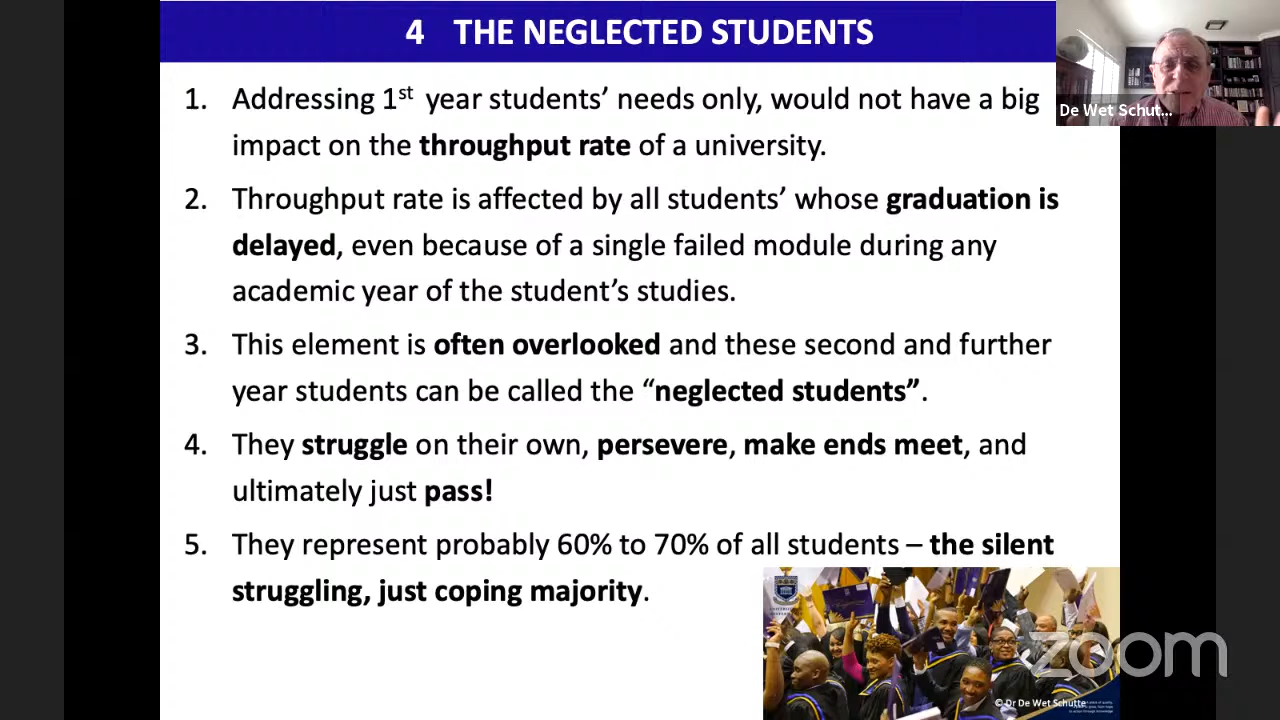 4 THE NEGLECTED STUDENTS
De Wet Schut...
1. Addressing 1st year students’ needs only, would not have a big
impact on the throughput rate of a university.
2. Throughput rate is affected by all students’ whose graduation is
delayed, even because of a single failed module during any
academic year of the student’s studies.
3. This element is often overlooked and these second and further
year students can be called the “neglected students”.
4. They struggle on their own, persevere, make ends meet, and
ultimately just pass!
5. They represent probably 60% to 70% of all students – the silent
struggling, just coping majority.
zoom
© Dr De Wet Schutte